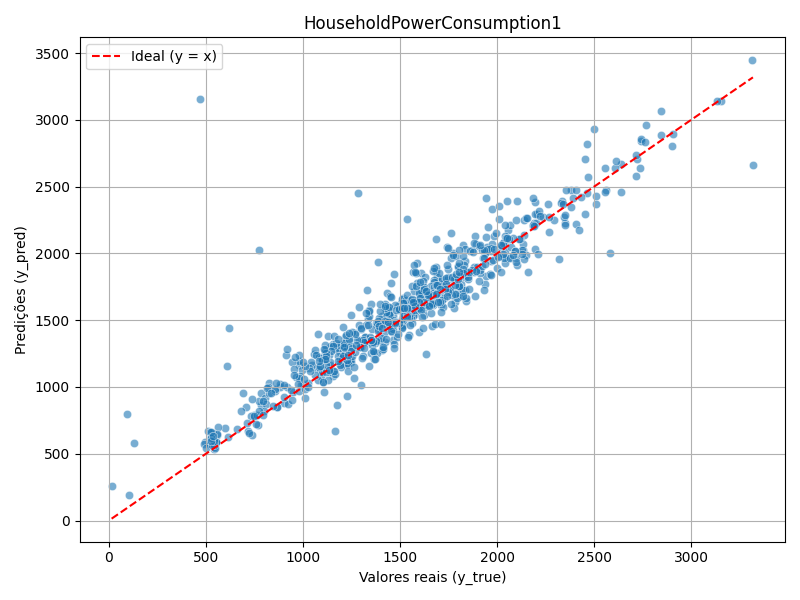 HouseholdPowerConsumption1
Ideal (y = x)
Predições (y_pred)
3500
3000
2500
2000
1500
1000
500
0
0 500 1000 1500 2000 2500 3000
Valores reais (y_true)